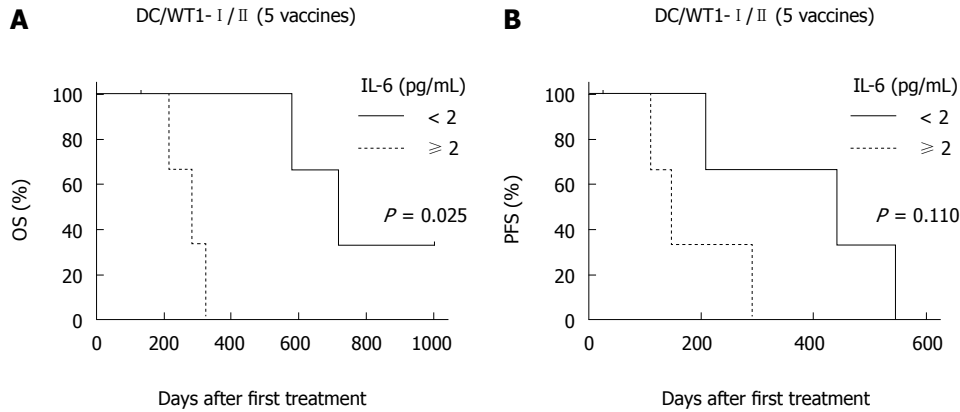 A
DC/WT1- Ⅰ/Ⅱ (5 vaccines)
IL-6 (pg/mL)
< 2
≥ 2
P = 0.025
OS (%)
100
80
60
40
20
0
0 200 400 600 800 1000
Days after first treatment
B
DC/WT1- Ⅰ/Ⅱ (5 vaccines)
IL-6 (pg/mL)
< 2
≥ 2
P = 0.110
PFS (%)
100
80
60
40
20
0
0 200 400 600
Days after first treatment